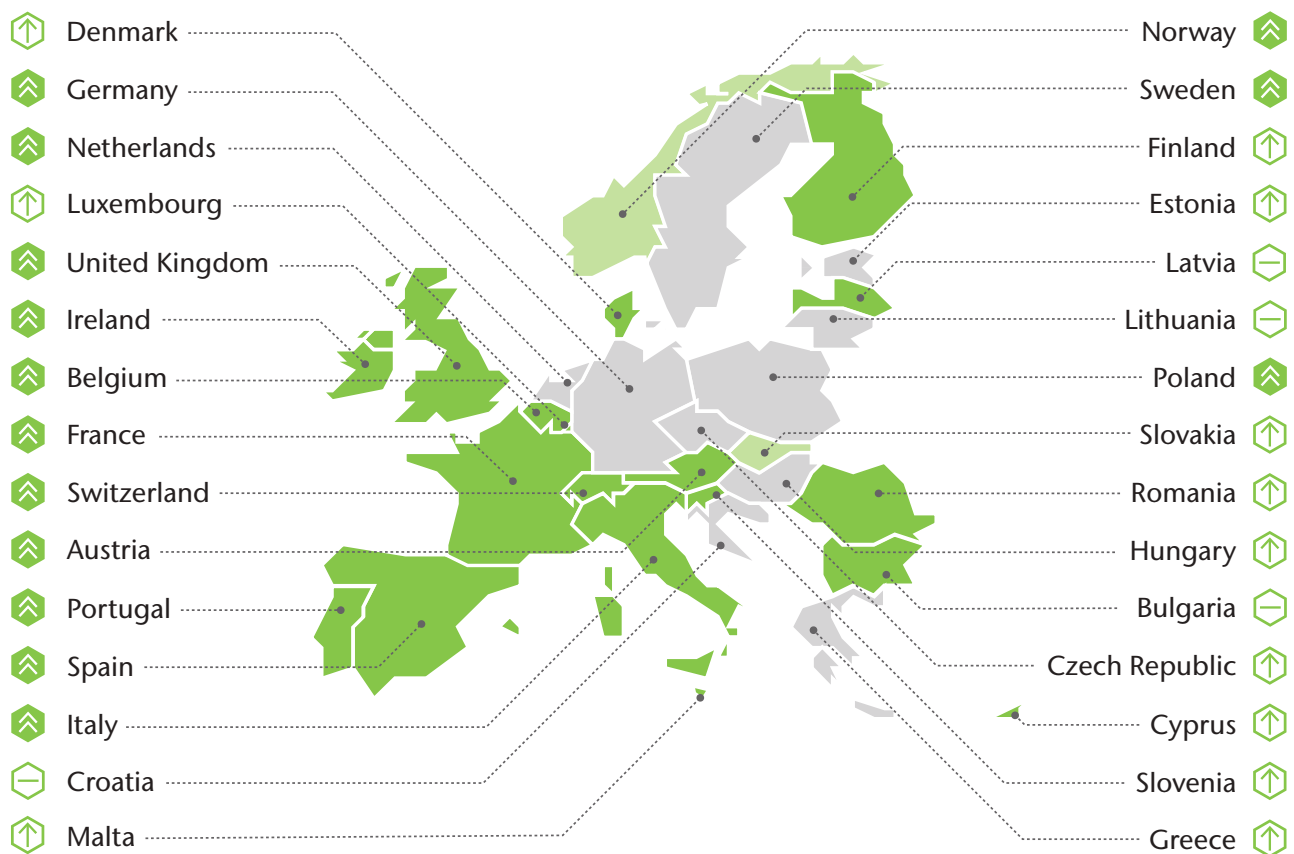 Denmark
Germany
Netherlands
Luxembourg
United Kingdom
Ireland
Belgium
France
Switzerland
Austria
Portugal
Spain
Italy
Croatia
Malta
Norway
Sweden
Finland
Estonia
Latvia
Lithuania
Poland
Slovakia
Romania
Hungary
Bulgaria
Czech Republic
Cyprus
Slovenia
Greece